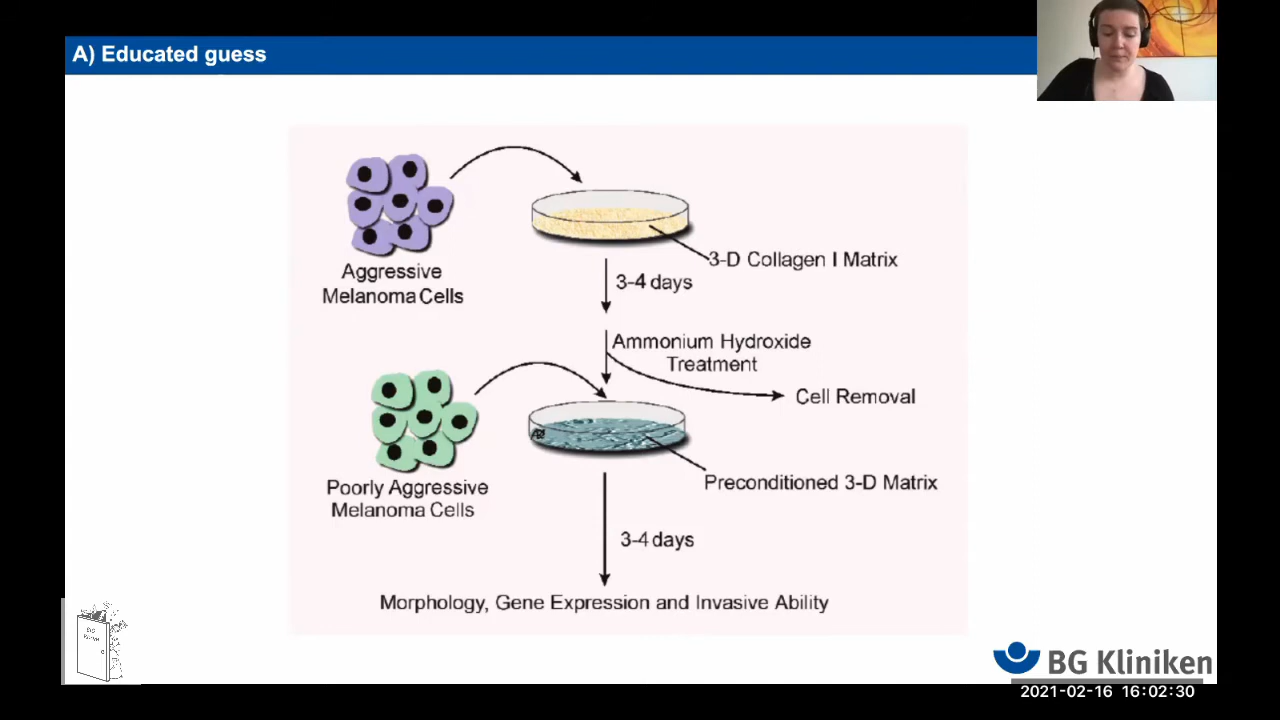 A) Educated guess
Aggressive
Melanoma Cells
3-D Collagen I Matrix
3-4 days
Ammonium Hydroxide
Treatment
Cell Removal
Poorly Aggressive
Melanoma Cells
Preconditioned 3-D Matrix
3-4 days
Morphology, Gene Expression and Invasive Ability
BG Kliniken
2021-02-16 16:02:30